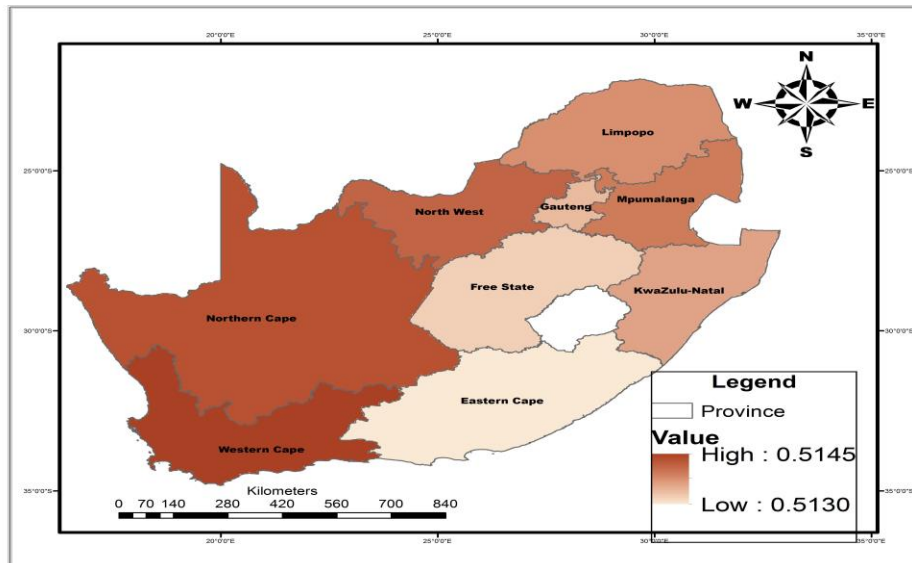 20°0'0"E 25°0'0"E 30°0'0"E 35°0'0"E
N
W E
S
Limpopo
25°0'0"S 25°0'0"S
Mpumalanga
Gauteng
North West
Free State
KwaZulu-Natal
Northern Cape
30°0'0"S 30°0'0"S
Legend
Eastern Cape
Province
Value
Western Cape
High : 0.5145
Kilometers
35°0'0"S 35°0'0"S
0 70 140 280 420 560 700 840
Low : 0.5130
20°0'0"E 25°0'0"E 30°0'0"E 35°0'0"E